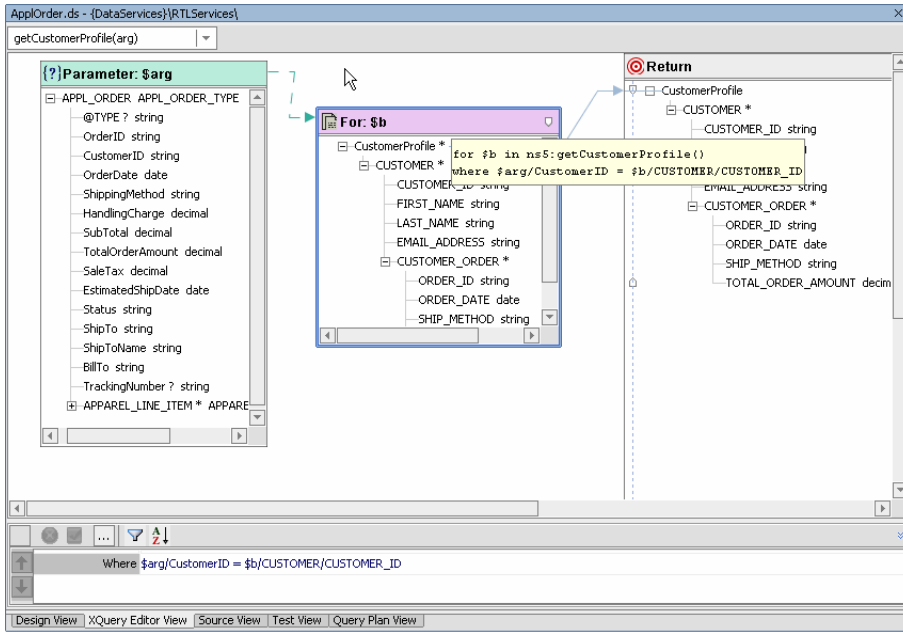 ApplOrder.ds - {DataServices}\RTLServices\
getCustomerProfile(arg)
{?}Parameter: $arg
APPL_ORDER APPL_ORDER_TYPE
@TYPE ? string
OrderID string
CustomerID string
OrderDate date
ShippingMethod string
HandlingCharge decimal
SubTotal decimal
TotalOrderAmount decimal
SaleTax decimal
EstimatedShipDate date
Status string
ShipTo string
ShipToName string
BillTo string
TrackingNumber ? string
APPAREL_LINE_ITEM * APPARE
For: $b
CustomerProfile *
CUSTOMER *
CUSTOMER_ID string
FIRST_NAME string
LAST_NAME string
EMAIL_ADDRESS string
CUSTOMER_ORDER *
ORDER_ID string
ORDER_DATE date
SHIP_METHOD string
for $b in ns5:getCustomerProfile()
where $arg/CustomerID = $b/CUSTOMER/CUSTOMER_ID
Return
CustomerProfile
CUSTOMER *
CUSTOMER_ID string
EMAIL_ADDRESS string
CUSTOMER_ORDER *
ORDER_ID string
ORDER_DATE date
SHIP_METHOD string
TOTAL_ORDER_AMOUNT decim
Where $arg/CustomerID = $b/CUSTOMER/CUSTOMER_ID
Design View XQuery Editor View Source View Test View Query Plan View